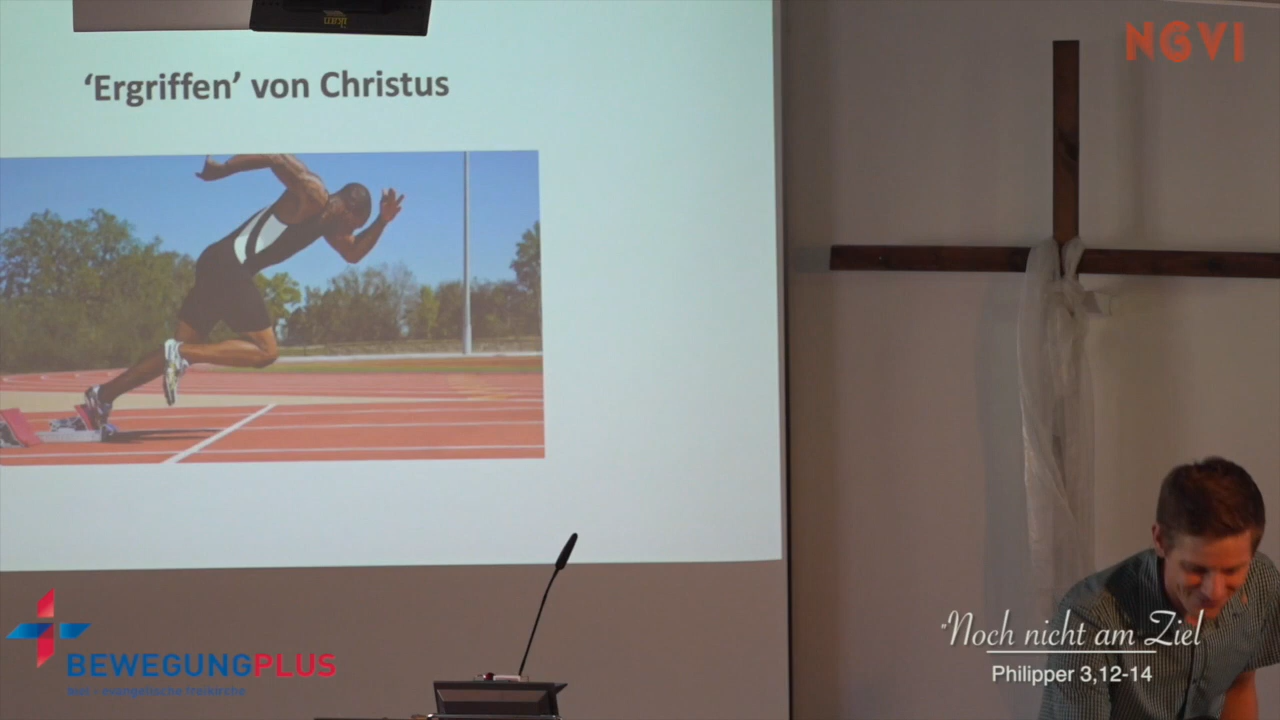 ‘Ergriffen’ von Christus
NGVI
BEWEGUNGPLUS
"Noch nicht am Ziel
Philipper 3,12-14